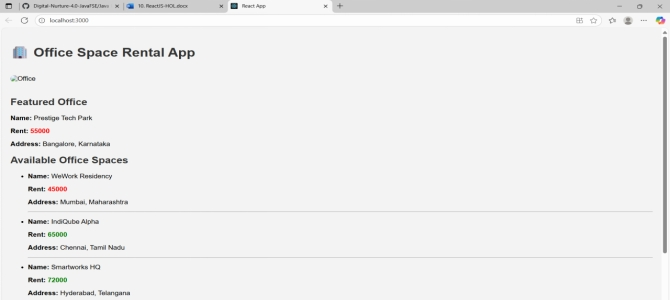 Digital-Nurture-4.0-JavaFSE/Java
10. ReactJS-HOL.docx
React App
localhost:3000
Office Space Rental App
Office
Featured Office
Name: Prestige Tech Park
Rent: 55000
Address: Bangalore, Karnataka
Available Office Spaces
Name: WeWork Residency
Rent: 45000
Address: Mumbai, Maharashtra
Name: IndiQube Alpha
Rent: 65000
Address: Chennai, Tamil Nadu
Name: Smartworks HQ
Rent: 72000
Address: Hyderabad, Telangana